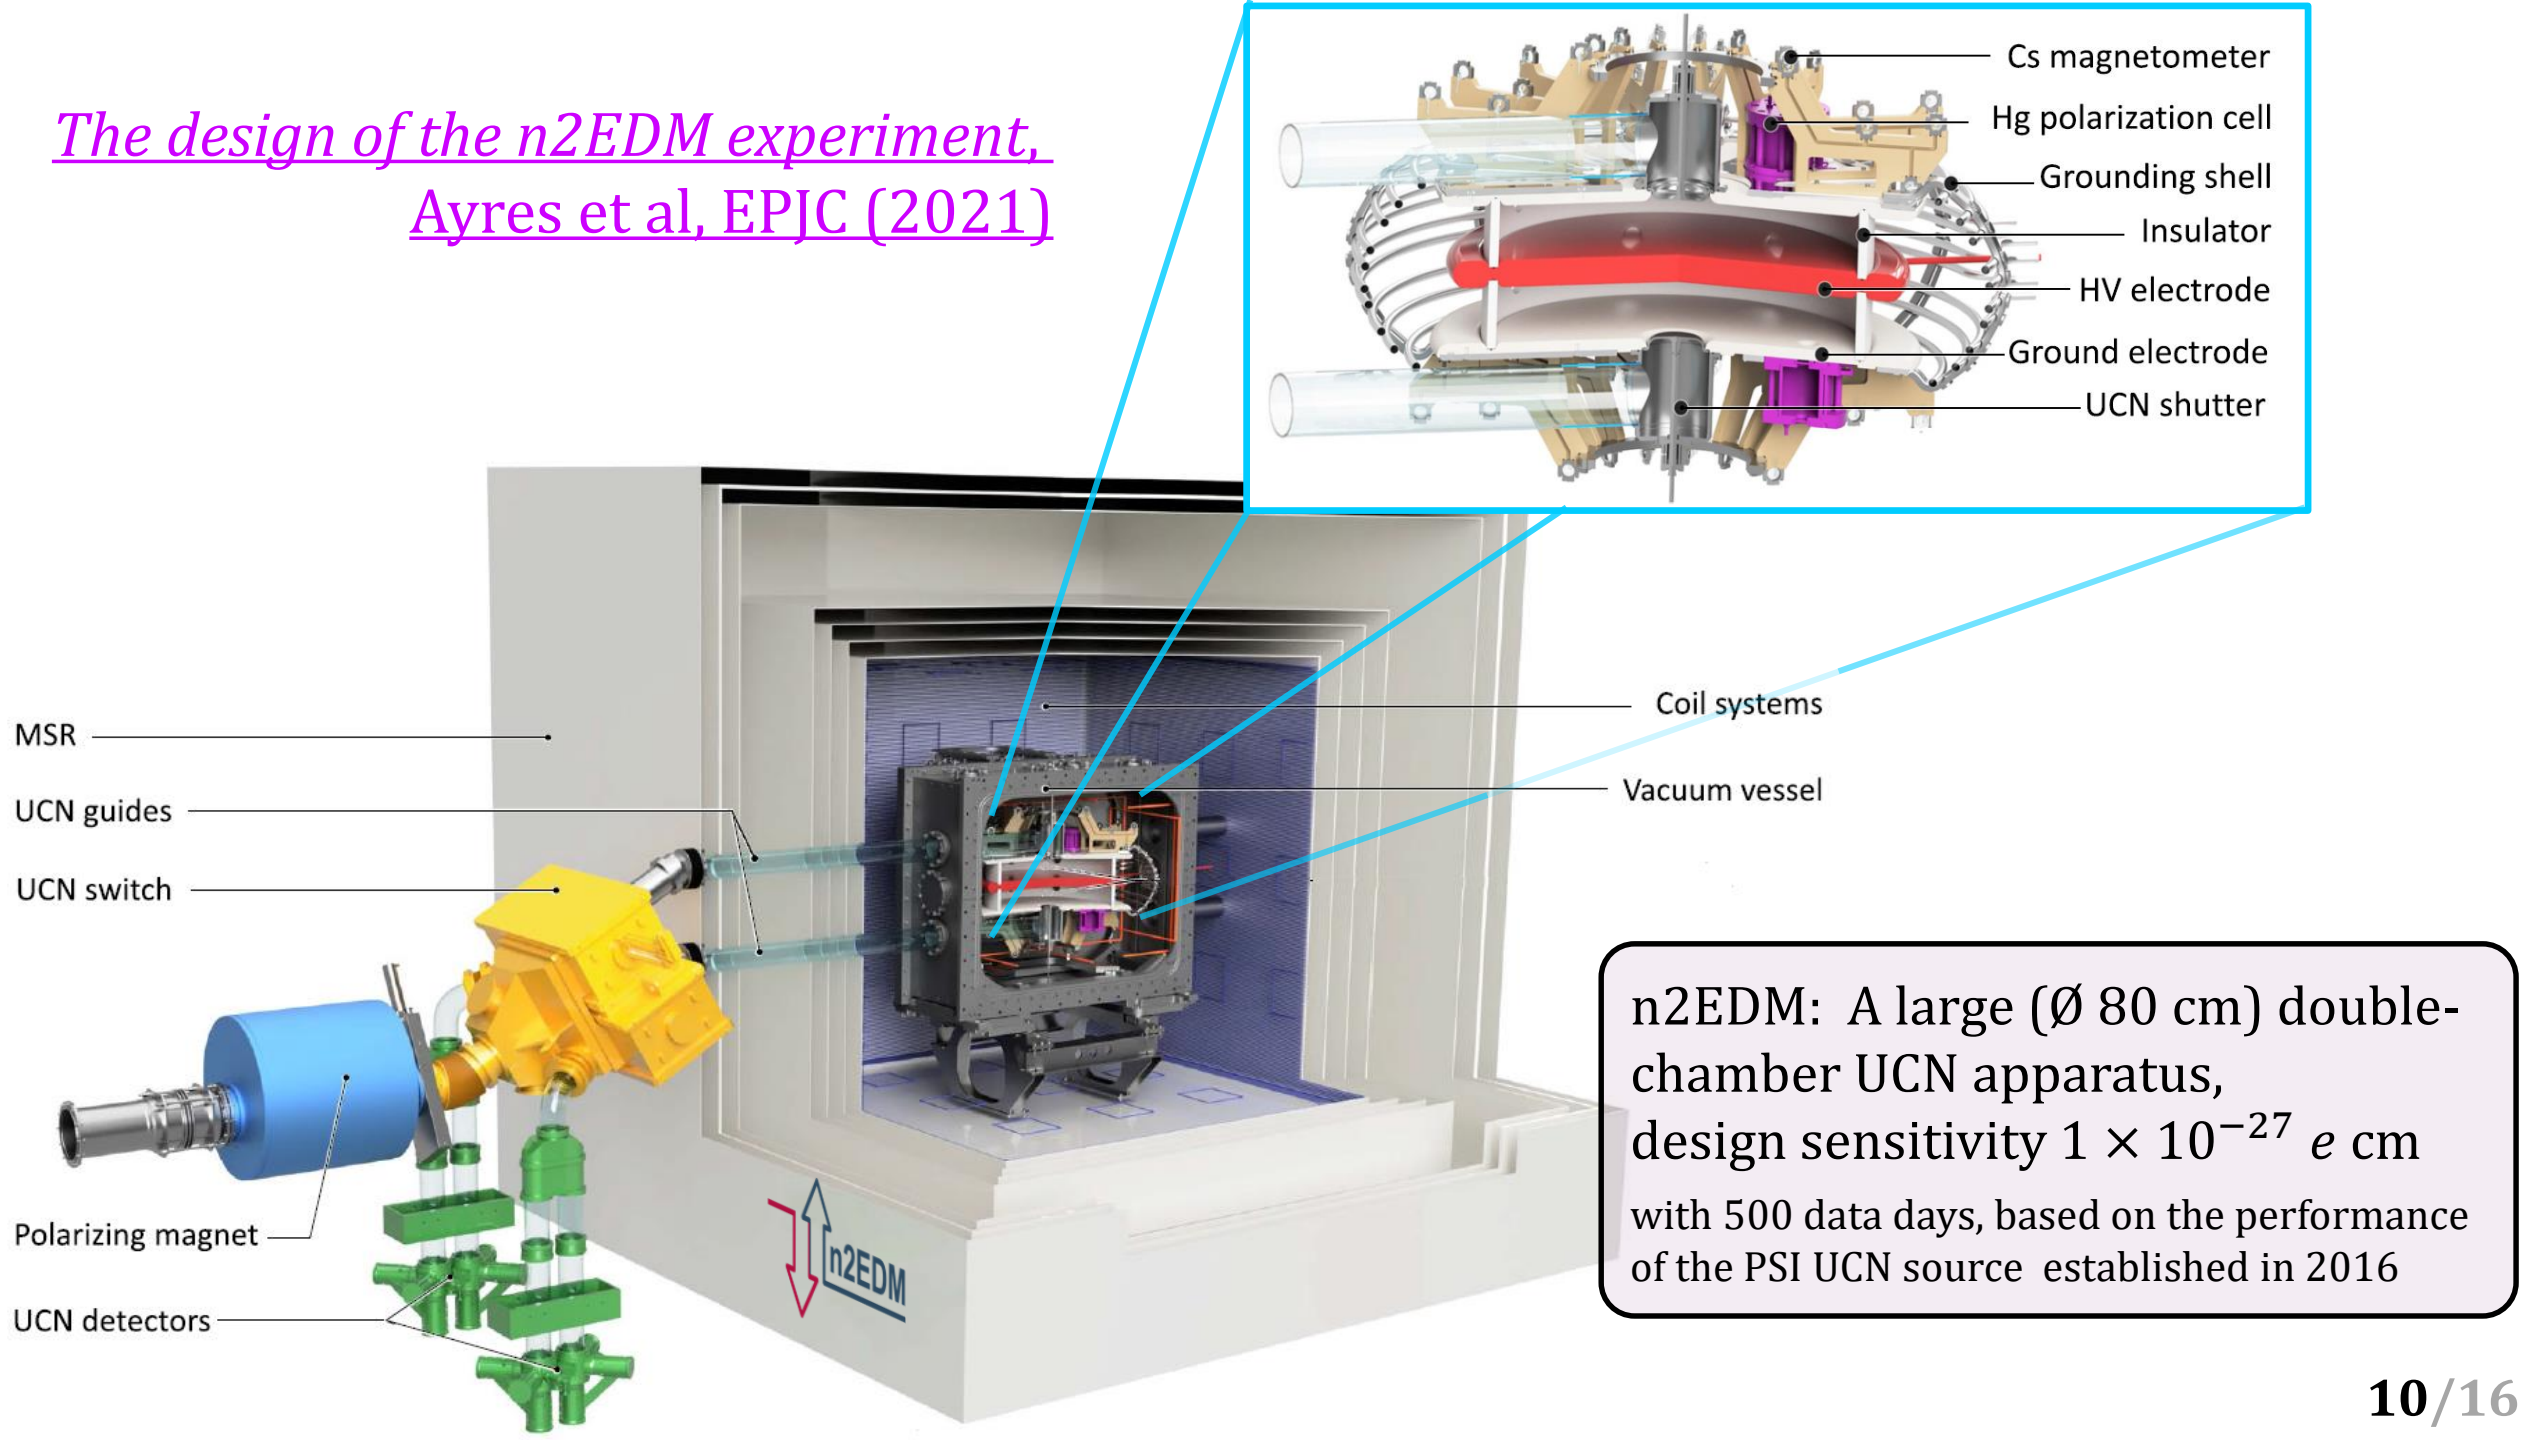 The design of the n2EDM experiment,
Ayres et al, EPJC (2021)
Cs magnetometer
Hg polarization cell
Grounding shell
Insulator
HV electrode
Ground electrode
UCN shutter
Coil systems
Vacuum vessel
MSR
UCN guides
UCN switch
Polarizing magnet
UCN detectors
n2EDM
n2EDM:  A large (Ø 80 cm) double-
chamber UCN apparatus,
design sensitivity 1 × 10⁻²⁷ e cm
with 500 data days, based on the performance
of the PSI UCN source  established in 2016
10/16